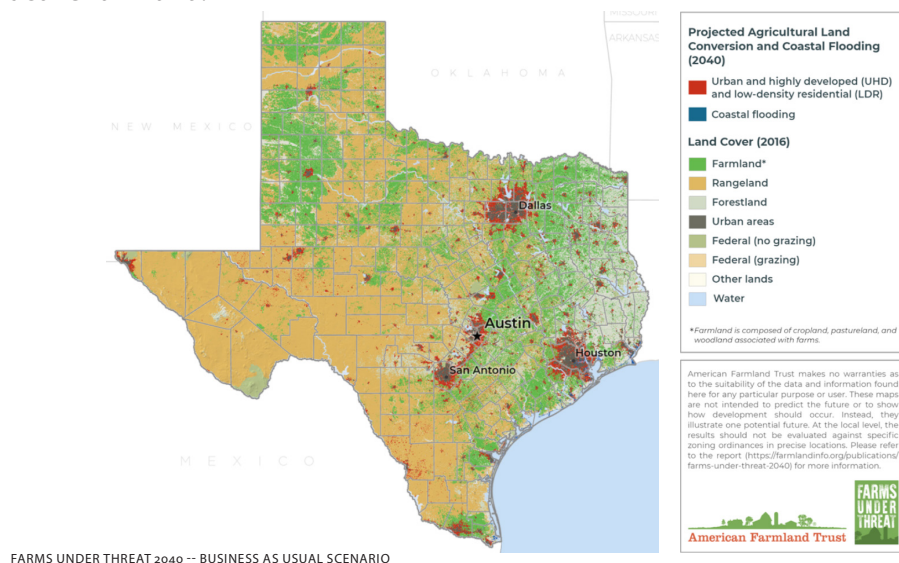 MISSOURI
ARKANSAS
OKLAHOMA
NEW MEXICO
Dallas
Austin
Houston
San Antonio
MEXICO
FARMS UNDER THREAT 2040 -- BUSINESS AS USUAL SCENARIO
Projected Agricultural Land
Conversion and Coastal Flooding
(2040)
Urban and highly developed (UHD)
and low-density residential (LDR)
Coastal flooding
Land Cover (2016)
Farmland*
Rangeland
Forestland
Urban areas
Federal (no grazing)
Federal (grazing)
Other lands
Water
*Farmland is composed of cropland, pastureland, and
woodland associated with farms.
American Farmland Trust makes no warranties as
to the suitability of the data and information found
here for any particular purpose or user. These maps
are not intended to predict the future or to show
how development should occur. Instead, they
illustrate one potential future. At the local level, the
results should not be evaluated against specific
zoning ordinances in precise locations. Please refer
to the report (https://farmlandinfo.org/publications/
farms-under-threat-2040) for more information.
American Farmland Trust
FARMS
UNDER
THREAT